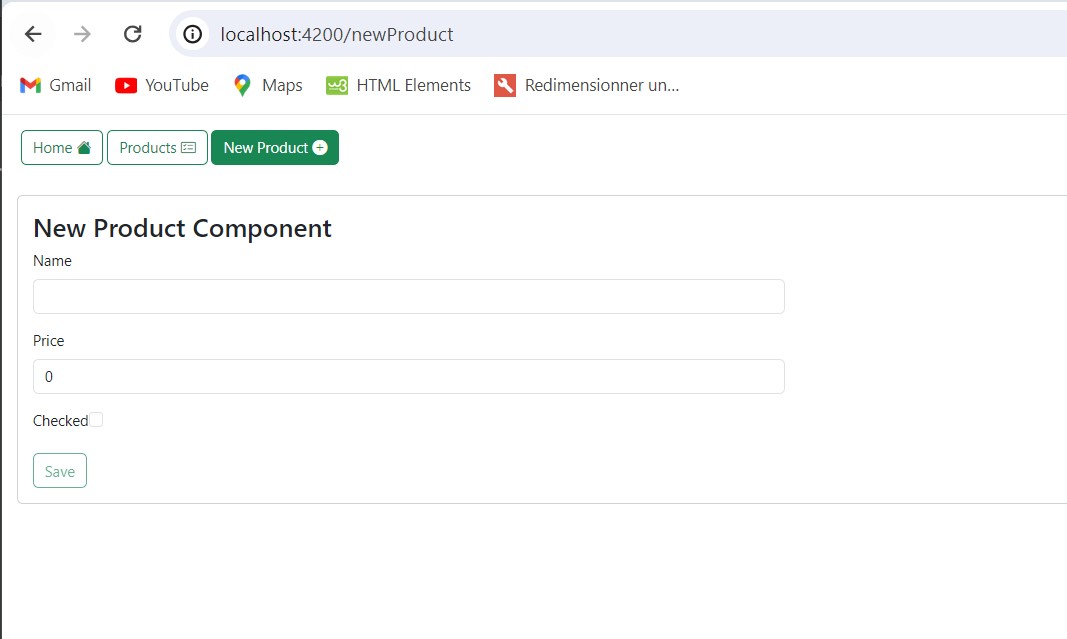 localhost:4200/newProduct
Gmail YouTube Maps HTML Elements Redimensionner un...
Home Products New Product
New Product Component
Name
Price
0
Checked
Save